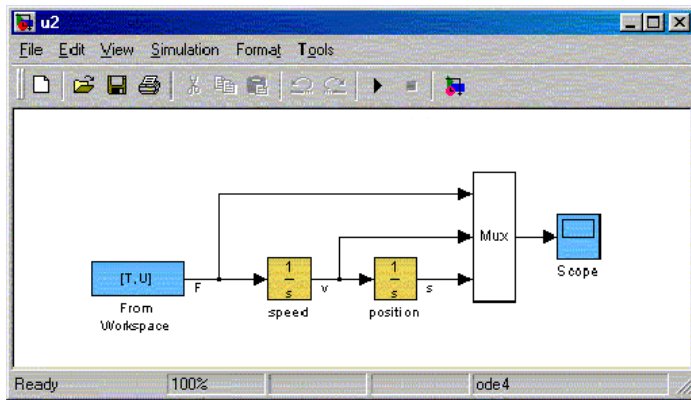 u2
File Edit View Simulation Format Tools
Mux
Scope
[T,U]
F
From
Workspace
1
s
speed
v
1
s
position
s
Ready 100% ode4